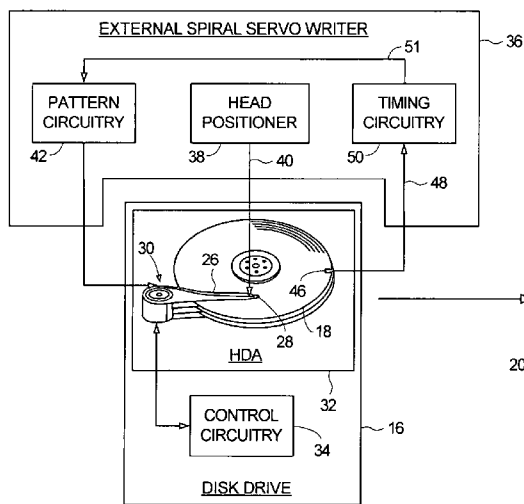 EXTERNAL SPIRAL SERVO WRITER
51
36
PATTERN
CIRCUITRY
42
HEAD
POSITIONER
38
40
TIMING
CIRCUITRY
50
48
30
26
46
18
28
HDA
32
20
CONTROL
CIRCUITRY
34
16
DISK DRIVE